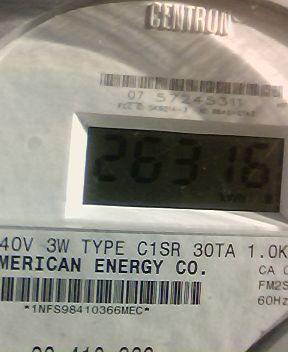 CENTRON
07 57245311
26316
40V 3W TYPE C1SR 30TA 1.0K
MERICAN ENERGY CO.
CA
FM2S
60Hz
*1NFS98410366MEC*